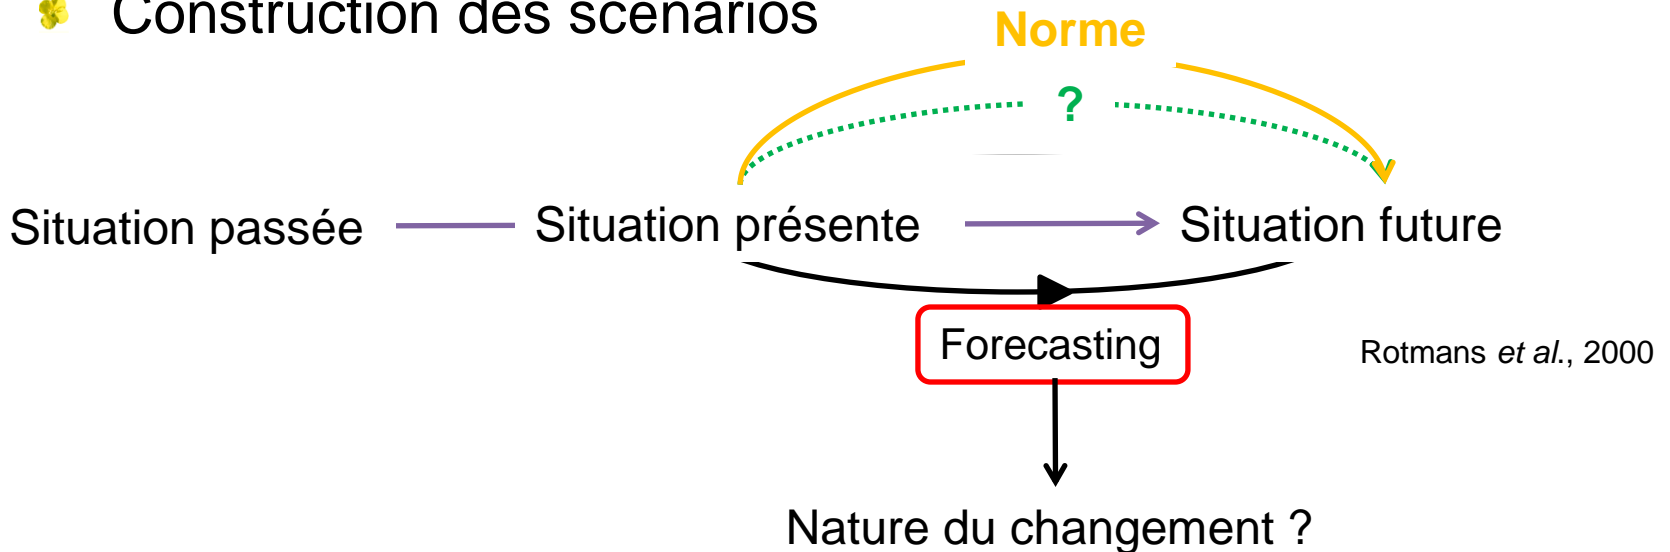 Construction des scénarios
Norme
?
Situation passée Situation présente Situation future
Forecasting
Rotmans et al., 2000
Nature du changement ?